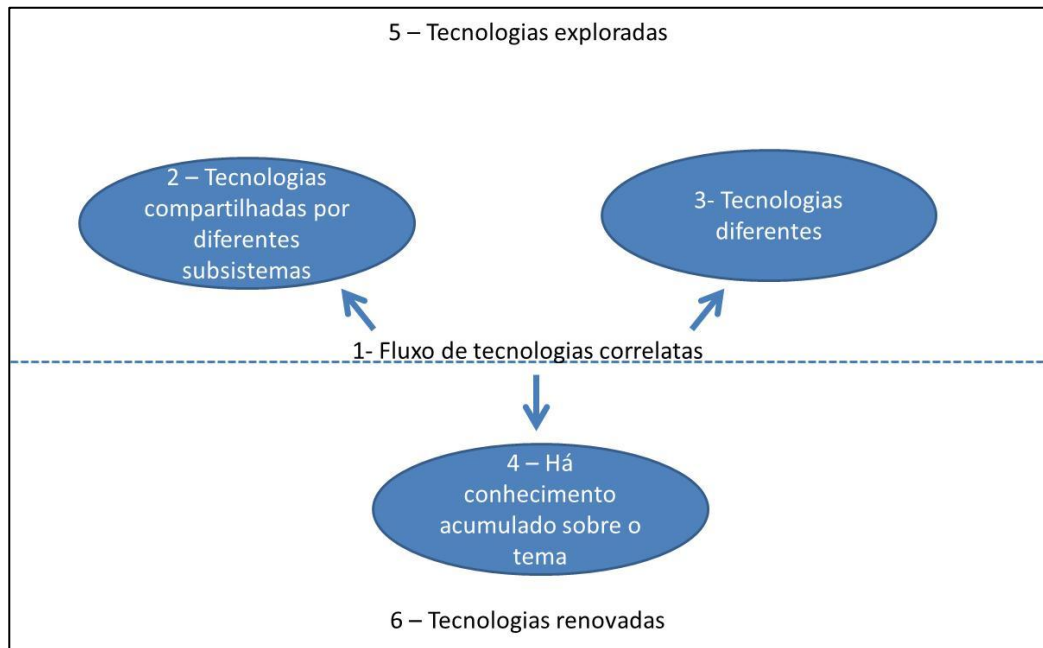 5 – Tecnologias exploradas
2 – Tecnologias
compartilhadas por
diferentes
subsistemas
3- Tecnologias
diferentes
1- Fluxo de tecnologias correlatas
4 – Há
conhecimento
acumulado sobre o
tema
6 – Tecnologias renovadas